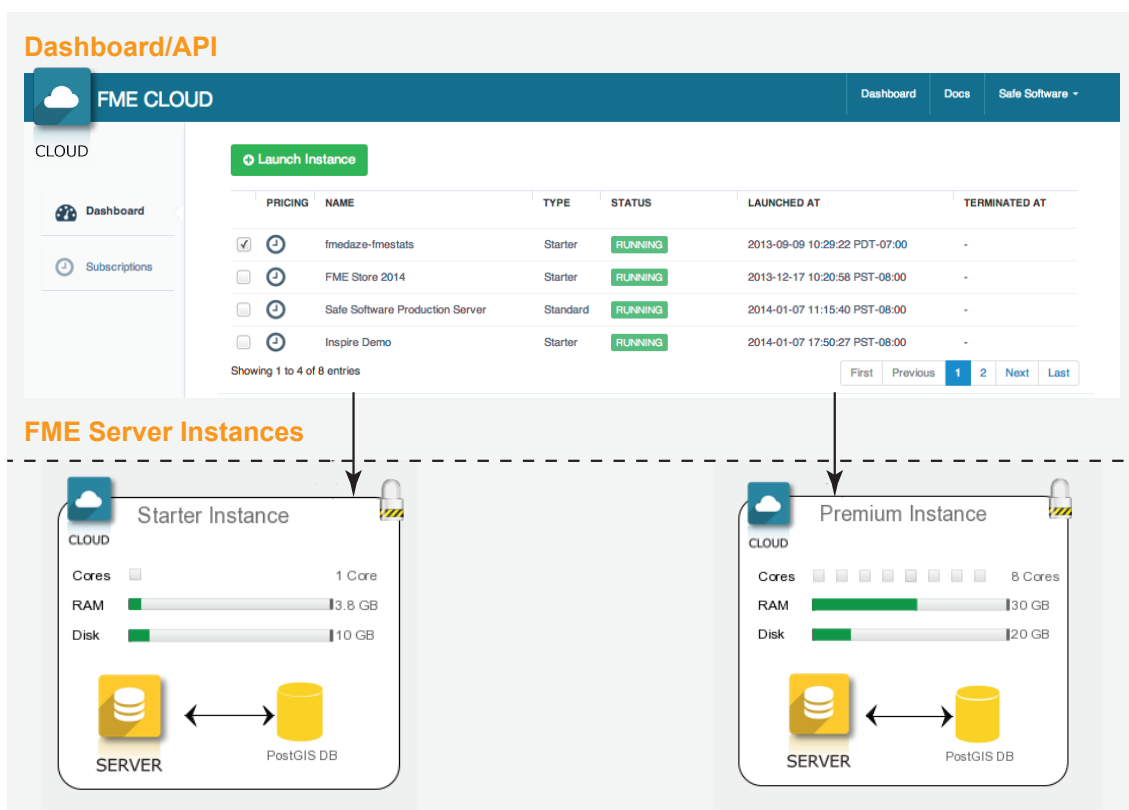 Dashboard/API
FME CLOUD
Dashboard Docs Safe Software
CLOUD
Launch Instance
PRICING NAME TYPE STATUS LAUNCHED AT TERMINATED AT
Dashboard
fmedaze-fmestats Starter RUNNING 2013-09-09 10:29:22 PDT-07:00 -
Subscriptions
FME Store 2014 Starter RUNNING 2013-12-17 10:20:58 PST-08:00 -
Safe Software Production Server Standard RUNNING 2014-01-07 11:15:40 PST-08:00 -
Inspire Demo Starter RUNNING 2014-01-07 17:50:27 PST-08:00 -
Showing 1 to 4 of 8 entries
First Previous 1 2 Next Last
FME Server Instances
Starter Instance
CLOUD
Cores 1 Core
RAM 3.8 GB
Disk 10 GB
SERVER
PostGIS DB
Premium Instance
CLOUD
Cores 8 Cores
RAM 30 GB
Disk 20 GB
SERVER
PostGIS DB